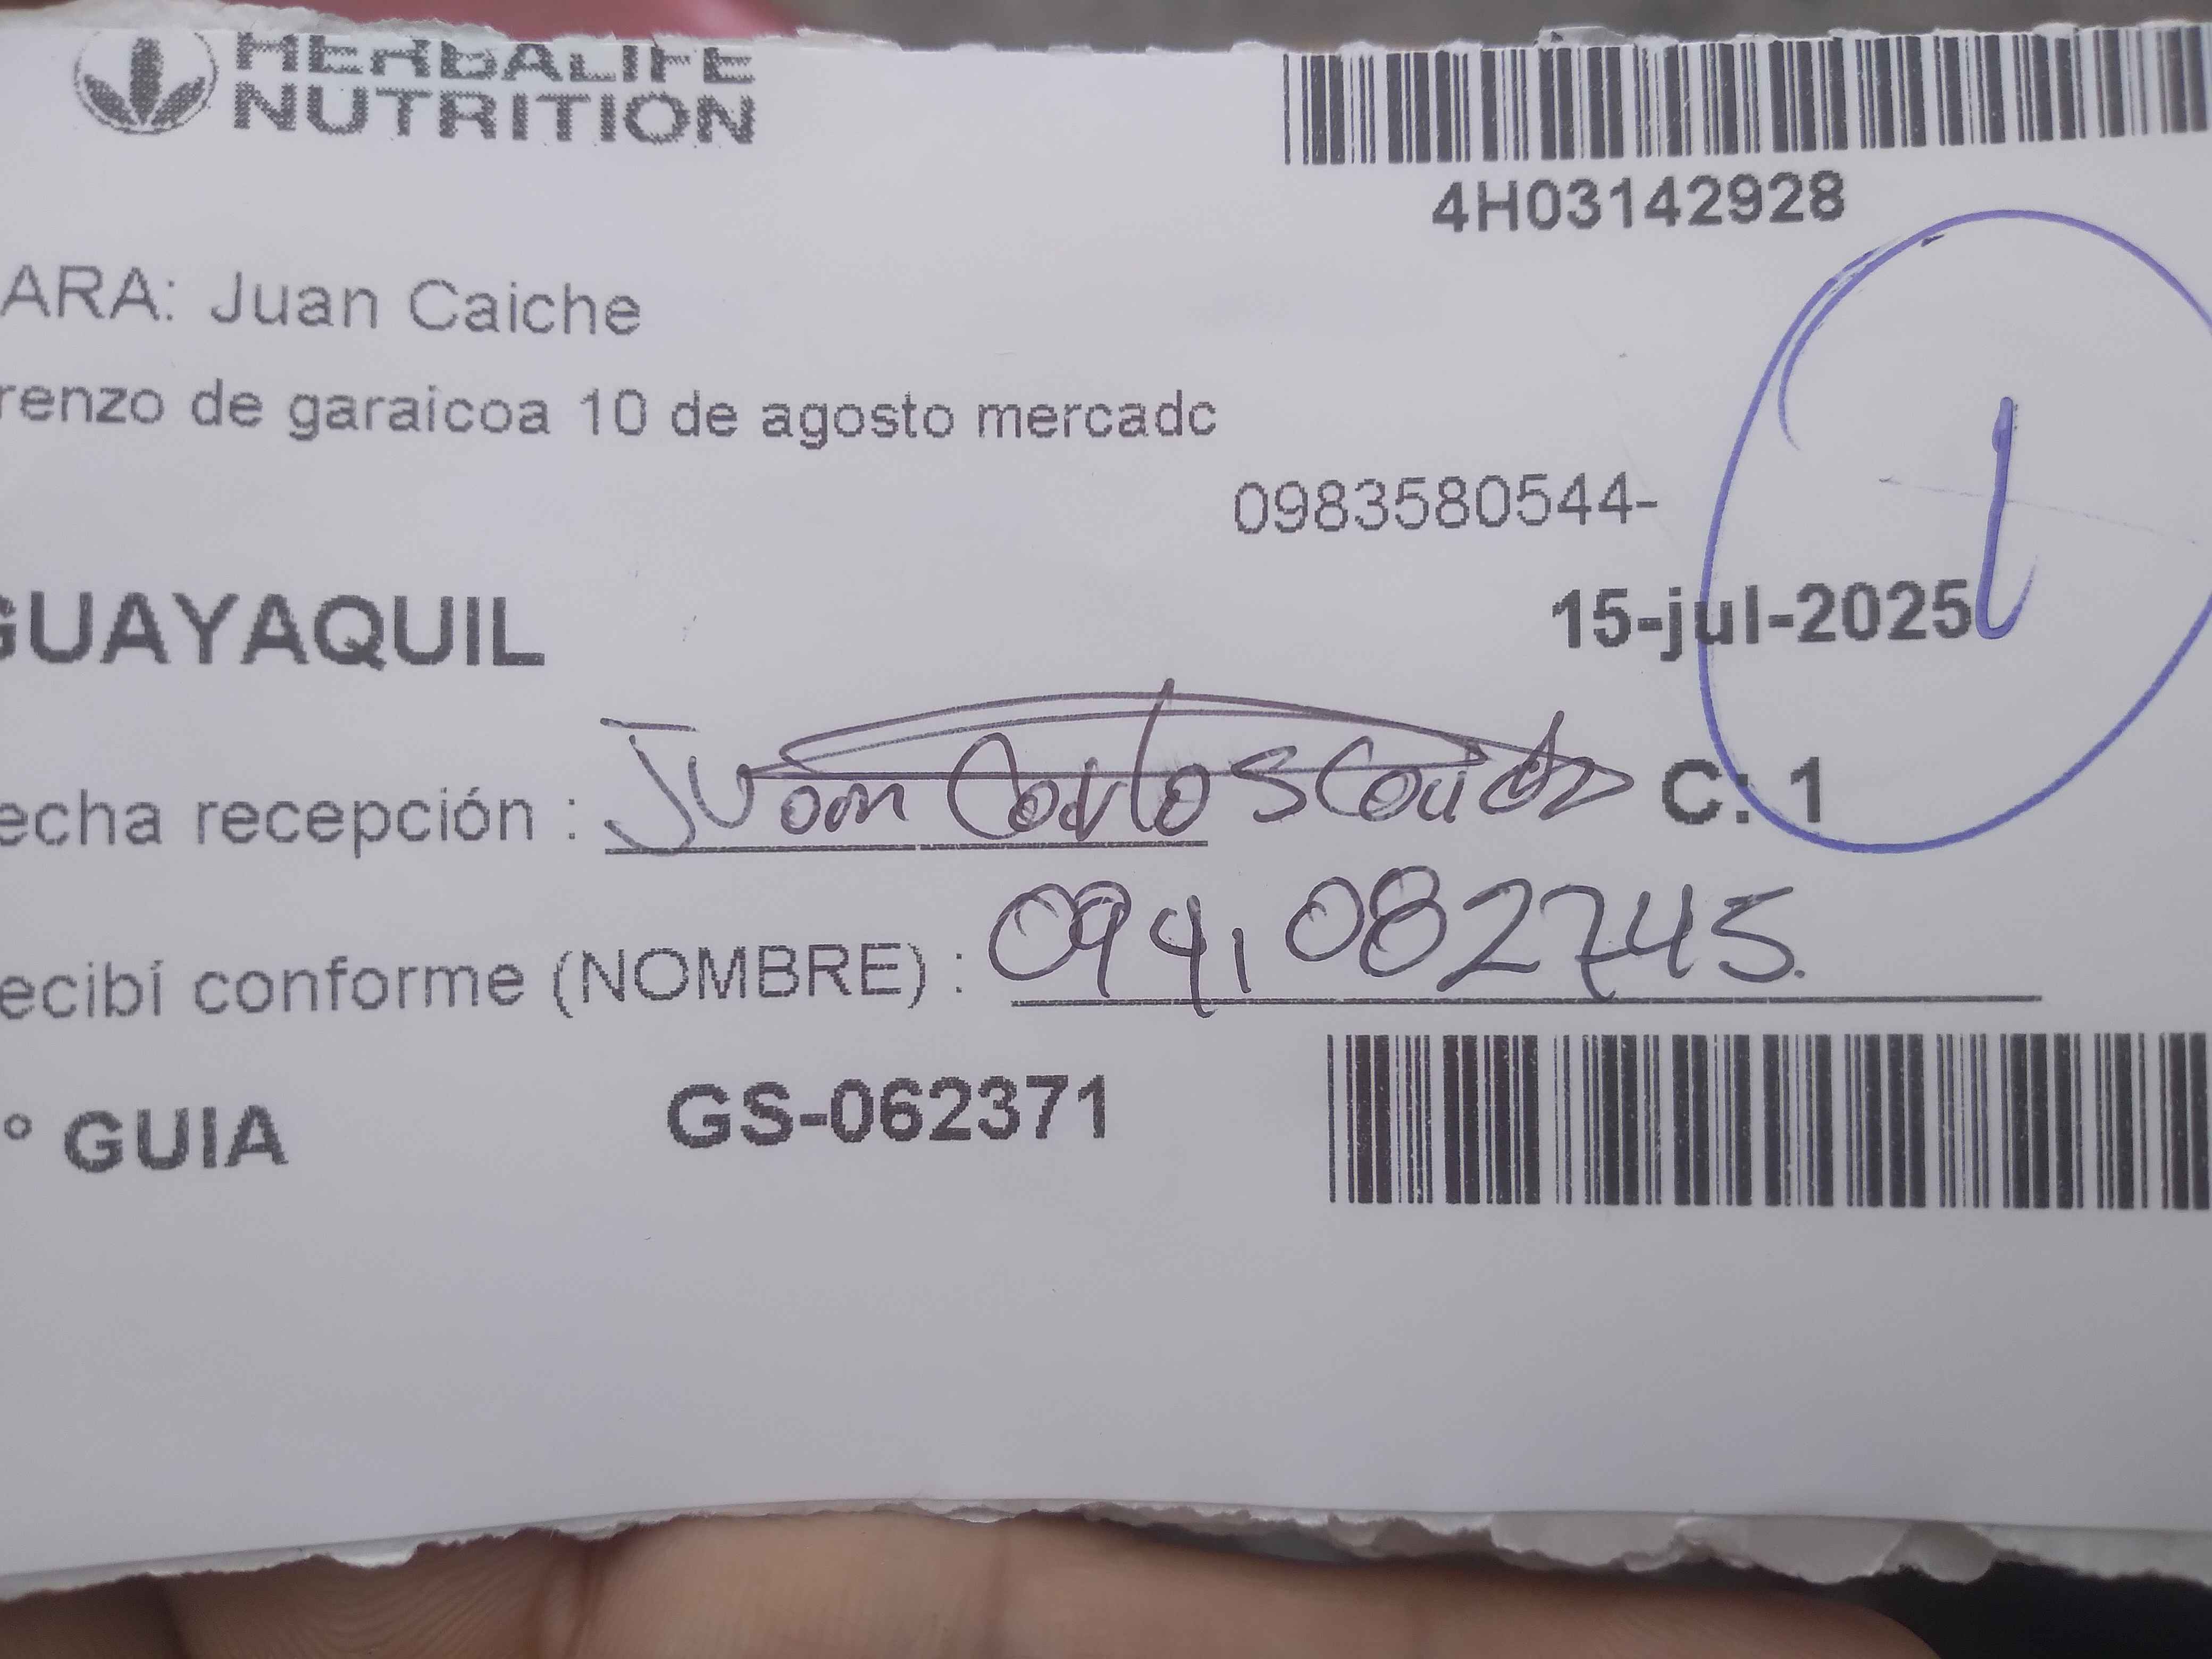 HERBALIFE
NUTRITION
4H03142928
ARA: Juan Caiche
renzo de garaicoa 10 de agosto mercadc
0983580544-
GUAYAQUIL
15-jul-2025
1
echa recepción : Juan Carlos C: 1
ecibí conforme (NOMBRE) : 0941082745.
° GUIA GS-062371